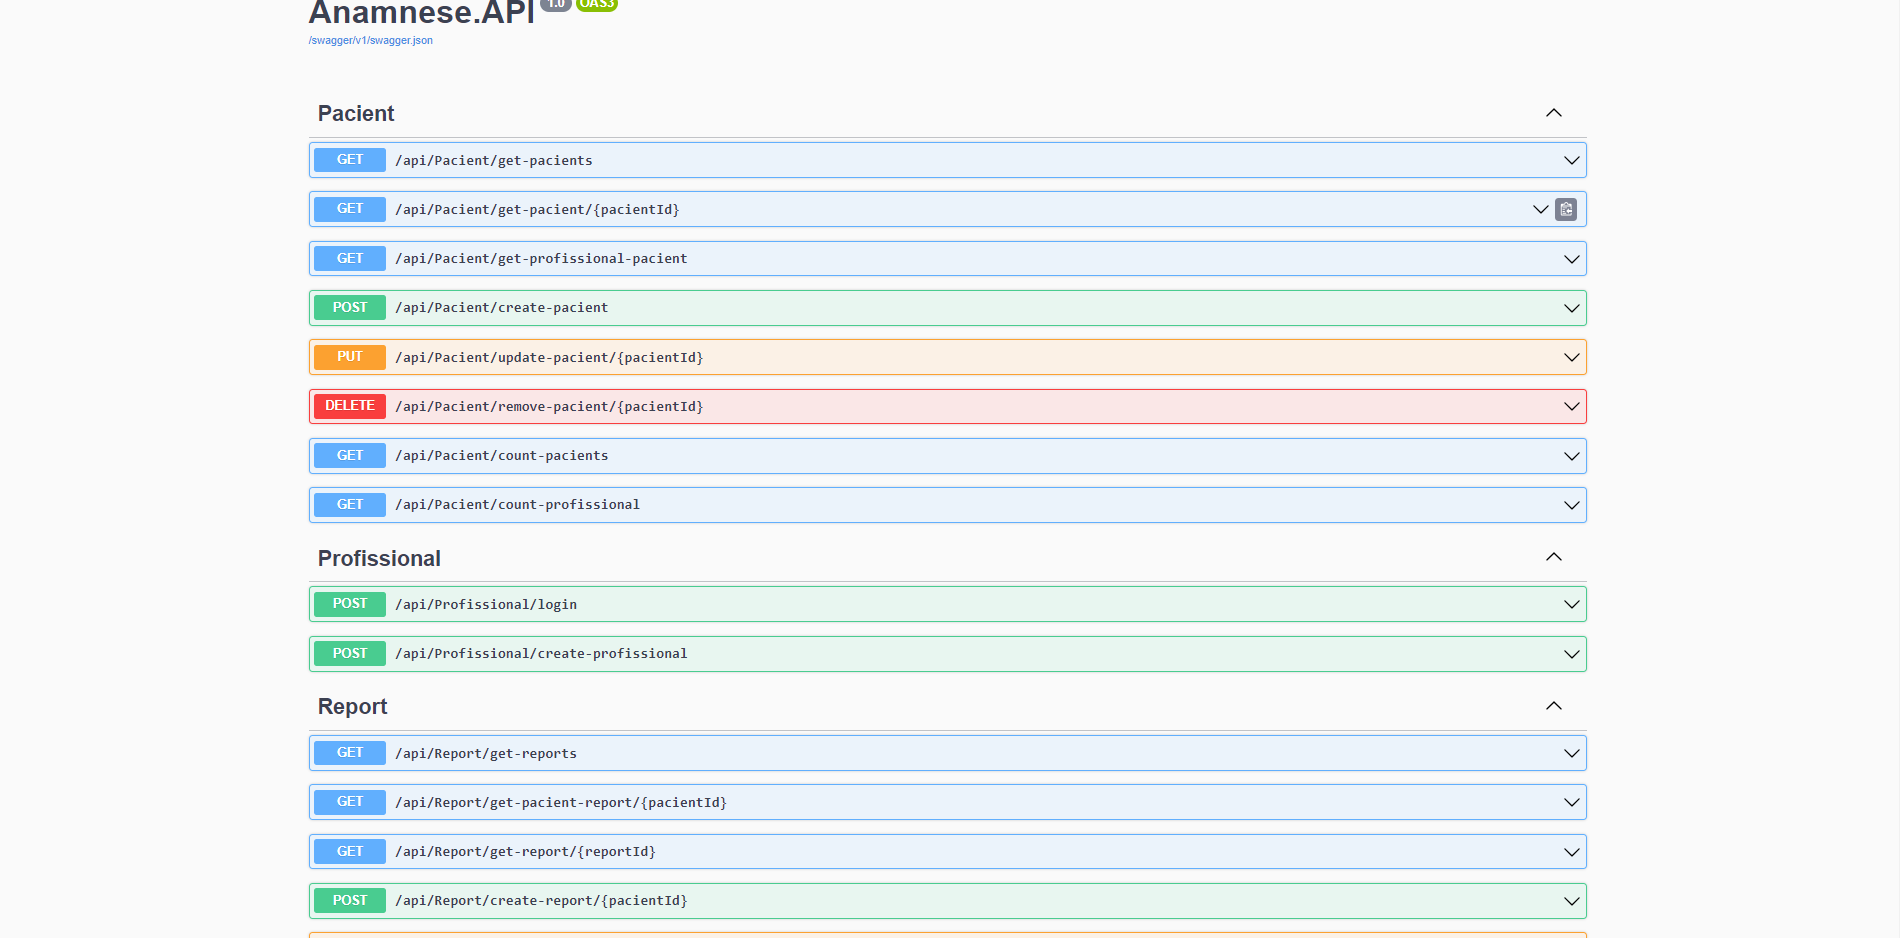 Anamnese.API 1.0 OAS3
/swagger/v1/swagger.json
Pacient
GET /api/Pacient/get-pacients
GET /api/Pacient/get-pacient/{pacientId}
GET /api/Pacient/get-profissional-pacient
POST /api/Pacient/create-pacient
PUT /api/Pacient/update-pacient/{pacientId}
DELETE /api/Pacient/remove-pacient/{pacientId}
GET /api/Pacient/count-pacients
GET /api/Pacient/count-profissional
Profissional
POST /api/Profissional/login
POST /api/Profissional/create-profissional
Report
GET /api/Report/get-reports
GET /api/Report/get-pacient-report/{pacientId}
GET /api/Report/get-report/{reportId}
POST /api/Report/create-report/{pacientId}